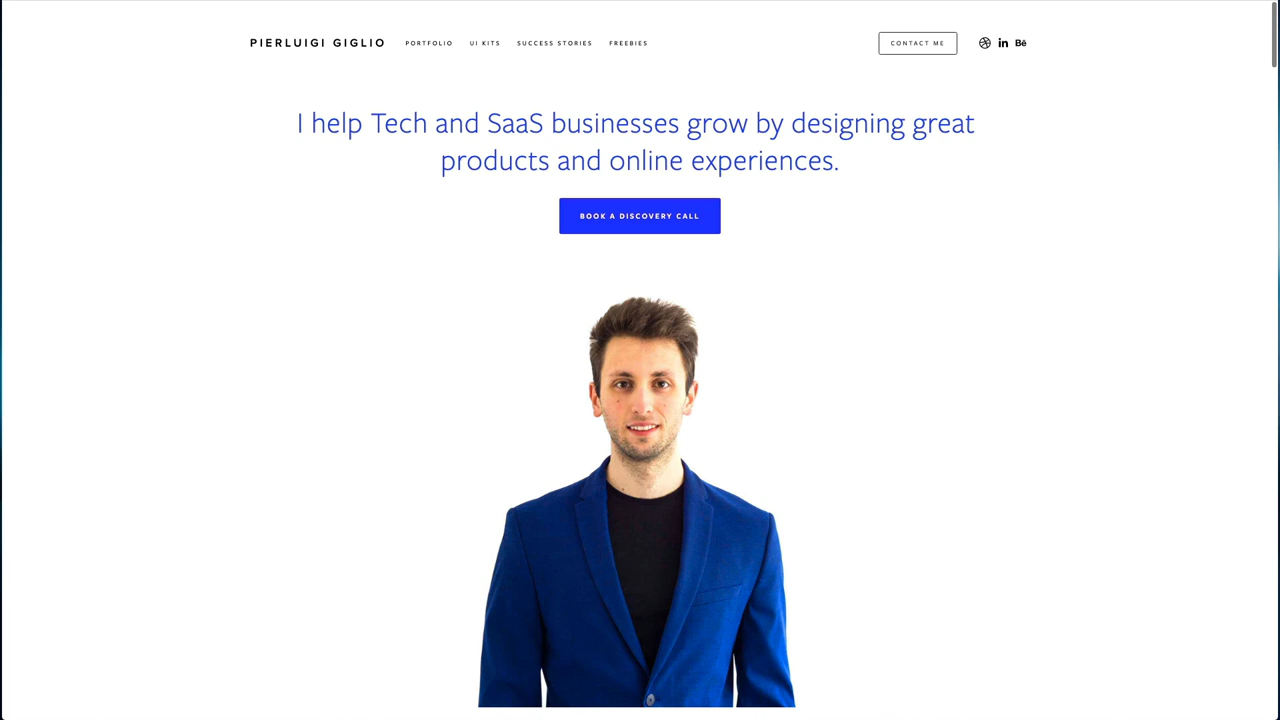 PIERLUIGI GIGLIO PORTFOLIO UI KITS SUCCESS STORIES FREEBIES CONTACT ME in Bē
I help Tech and SaaS businesses grow by designing great
products and online experiences.
BOOK A DISCOVERY CALL